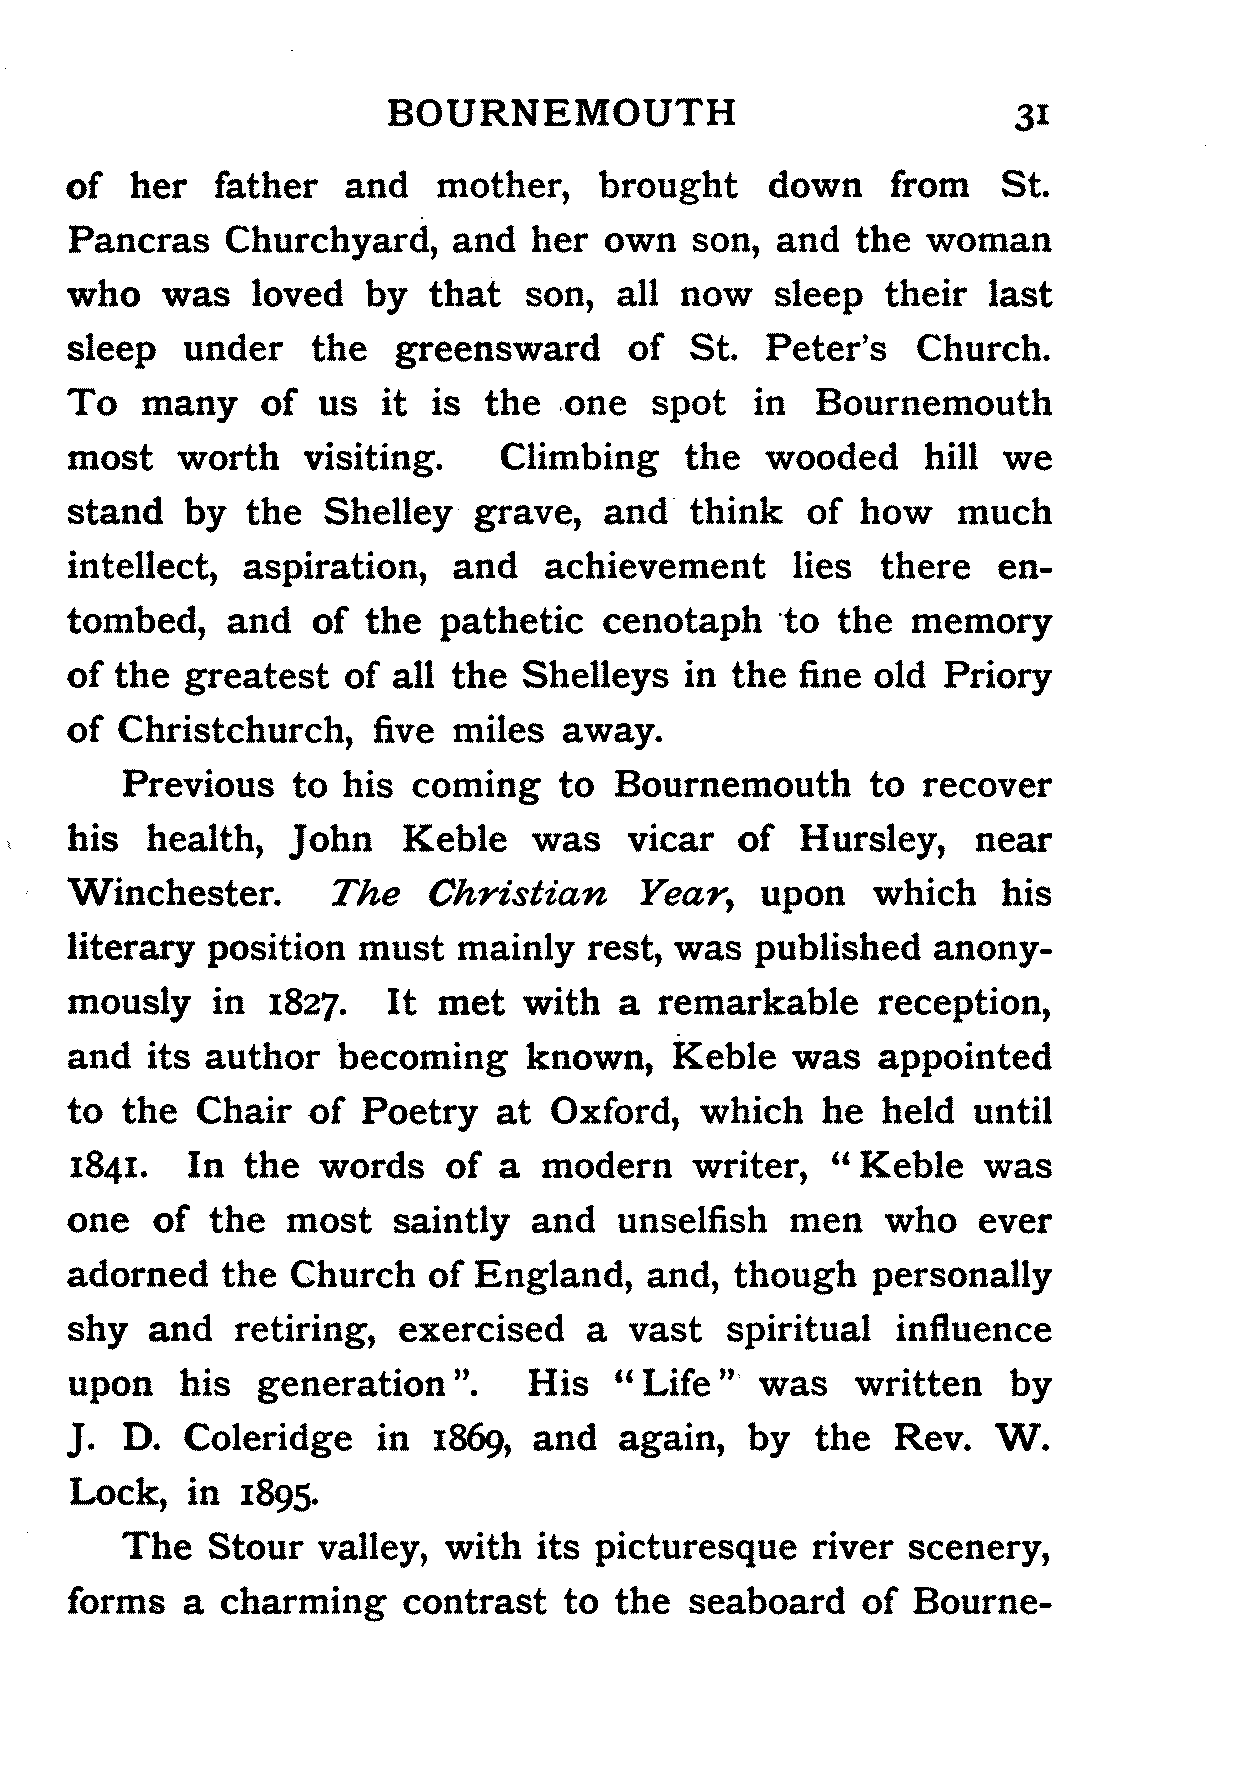 BOURNEMOUTH 31
of her father and mother, brought down from St.
Pancras Churchyard, and her own son, and the woman
who was loved by that son, all now sleep their last
sleep under the greensward of St. Peter's Church.
To many of us it is the one spot in Bournemouth
most worth visiting. Climbing the wooded hill we
stand by the Shelley grave, and think of how much
intellect, aspiration, and achievement lies there en-
tombed, and of the pathetic cenotaph to the memory
of the greatest of all the Shelleys in the fine old Priory
of Christchurch, five miles away.
Previous to his coming to Bournemouth to recover
his health, John Keble was vicar of Hursley, near
Winchester. The Christian Year, upon which his
literary position must mainly rest, was published anony-
mously in 1827. It met with a remarkable reception,
and its author becoming known, Keble was appointed
to the Chair of Poetry at Oxford, which he held until
1841. In the words of a modern writer, "Keble was
one of the most saintly and unselfish men who ever
adorned the Church of England, and, though personally
shy and retiring, exercised a vast spiritual influence
upon his generation". His "Life" was written by
J. D. Coleridge in 1869, and again, by the Rev. W.
Lock, in 1895.
The Stour valley, with its picturesque river scenery,
forms a charming contrast to the seaboard of Bourne-